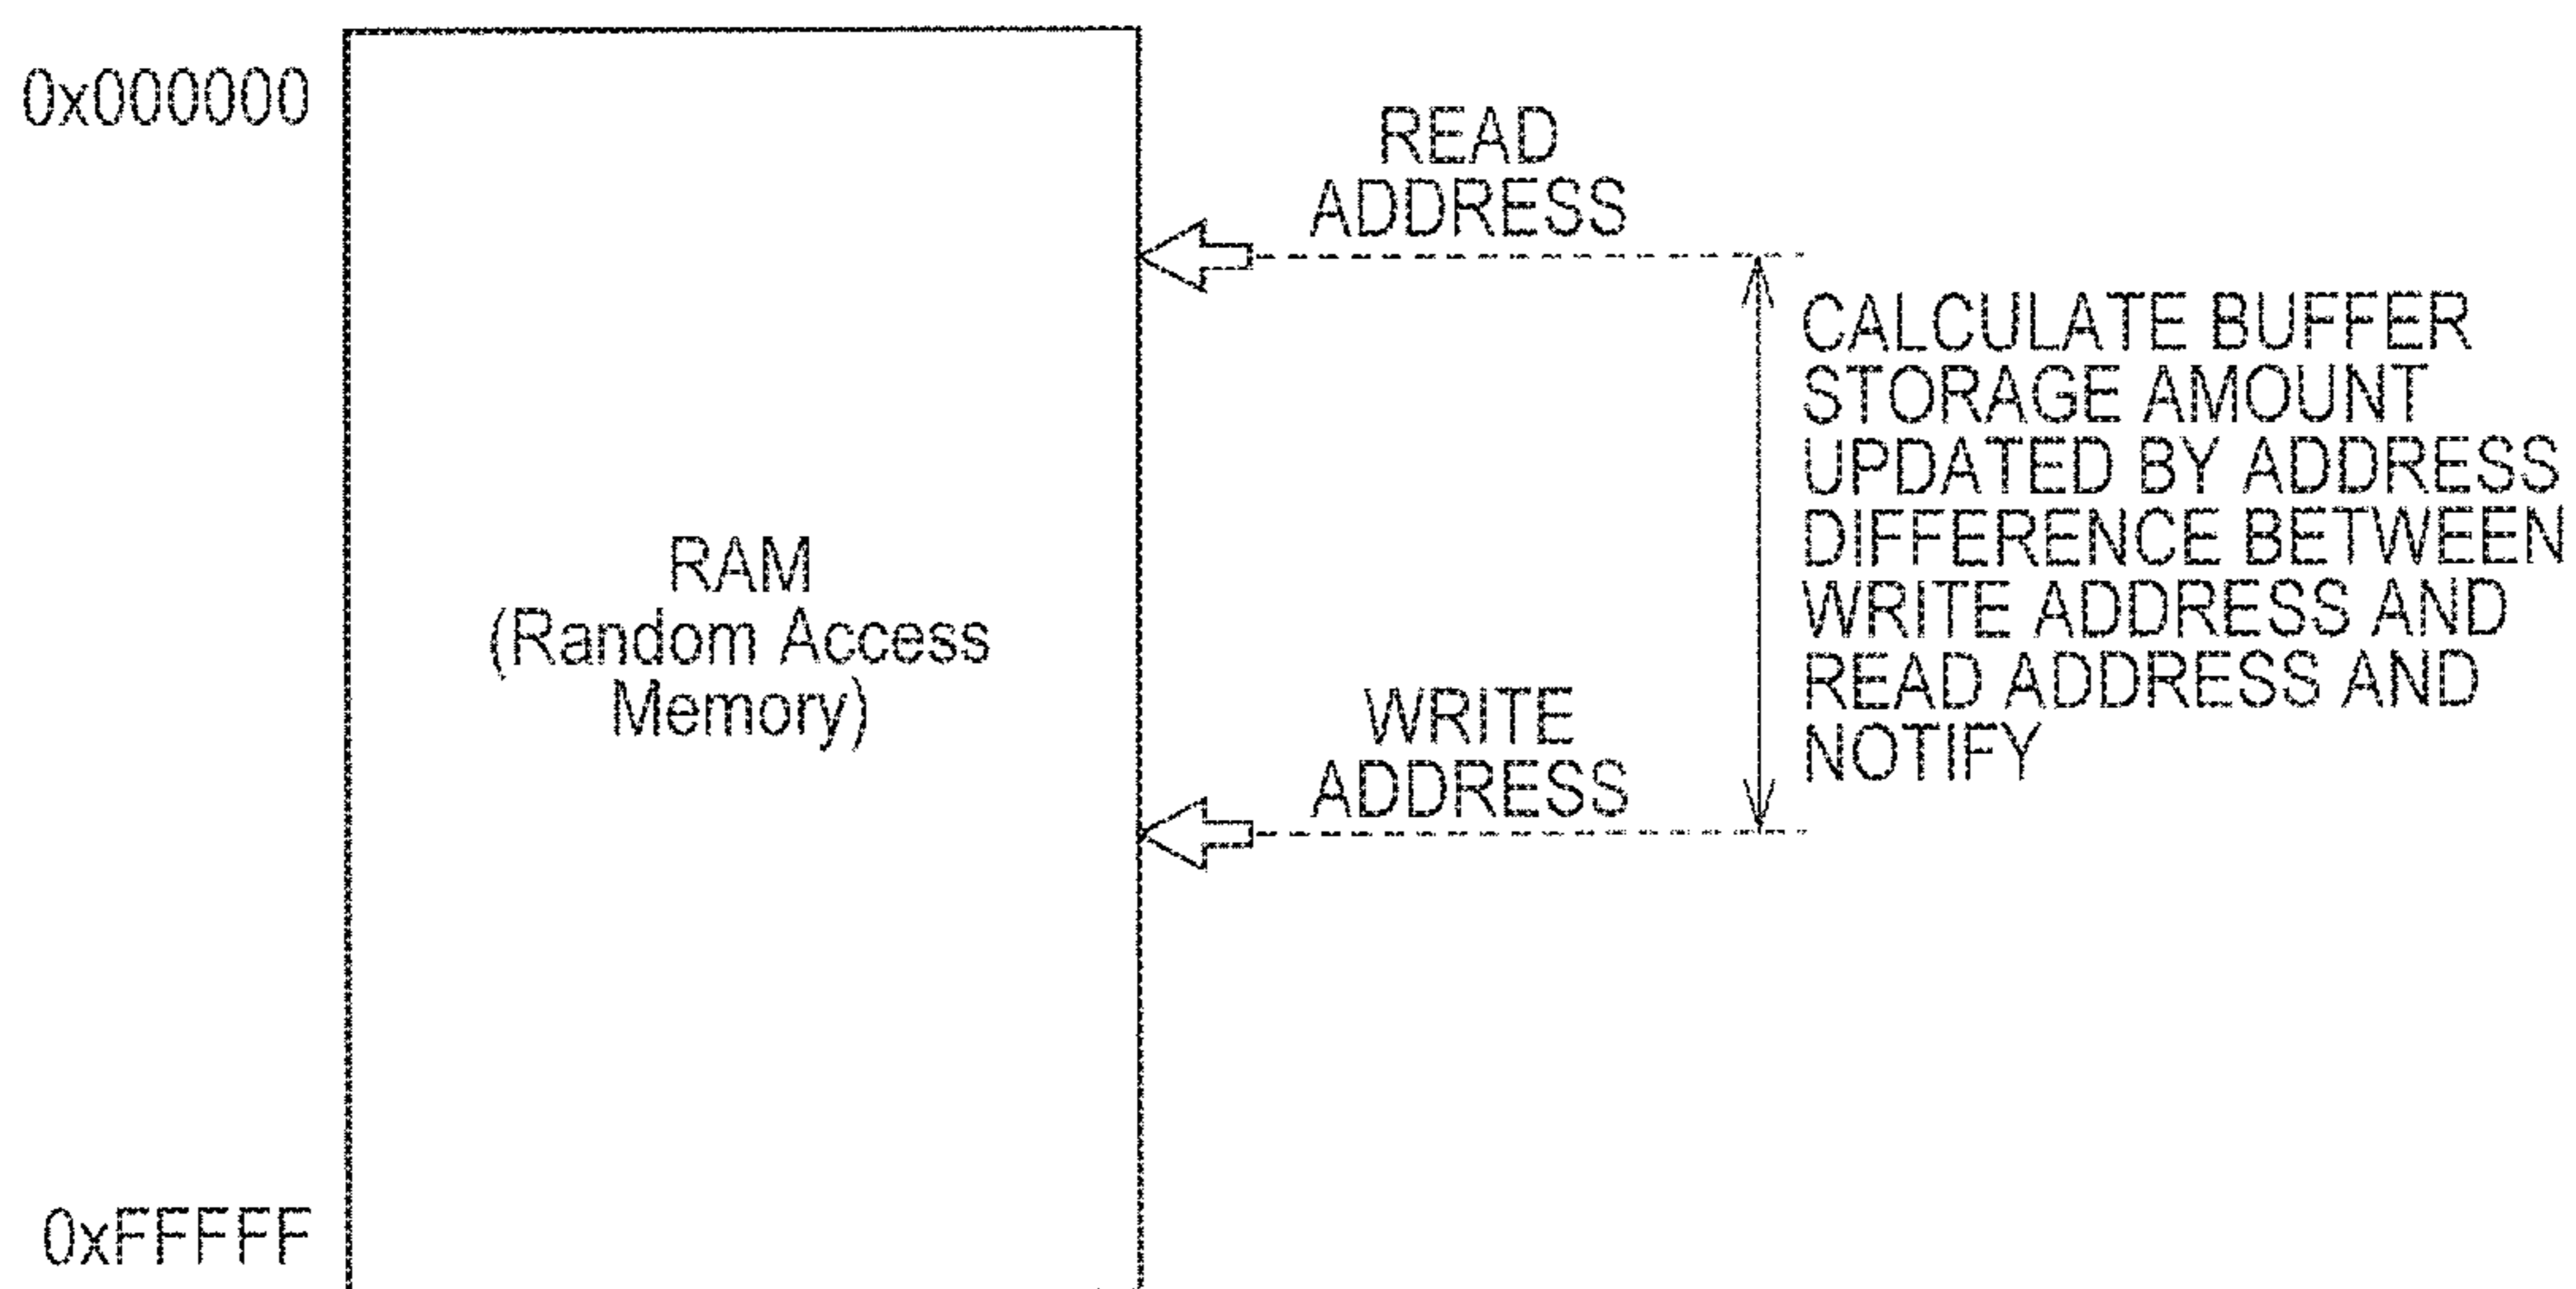 0x000000
READ
ADDRESS
CALCULATE BUFFER
STORAGE AMOUNT
UPDATED BY ADDRESS
DIFFERENCE BETWEEN
WRITE ADDRESS AND
READ ADDRESS AND
NOTIFY
RAM
(Random Access
Memory)
WRITE
ADDRESS
0xFFFFF